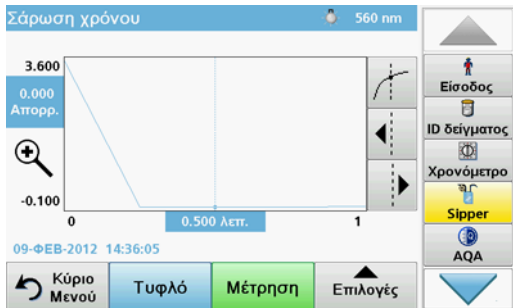 Σάρωση χρόνου
560 nm
3.600
0.000
Απορρ.
-0.100
0
0.500 λεπτ.
1
09-ΦΕΒ-2012 14:36:05
Κύριο
Μενού
Τυφλό
Μέτρηση
Επιλογές
Είσοδος
ID δείγματος
Χρονόμετρο
Sipper
AQA